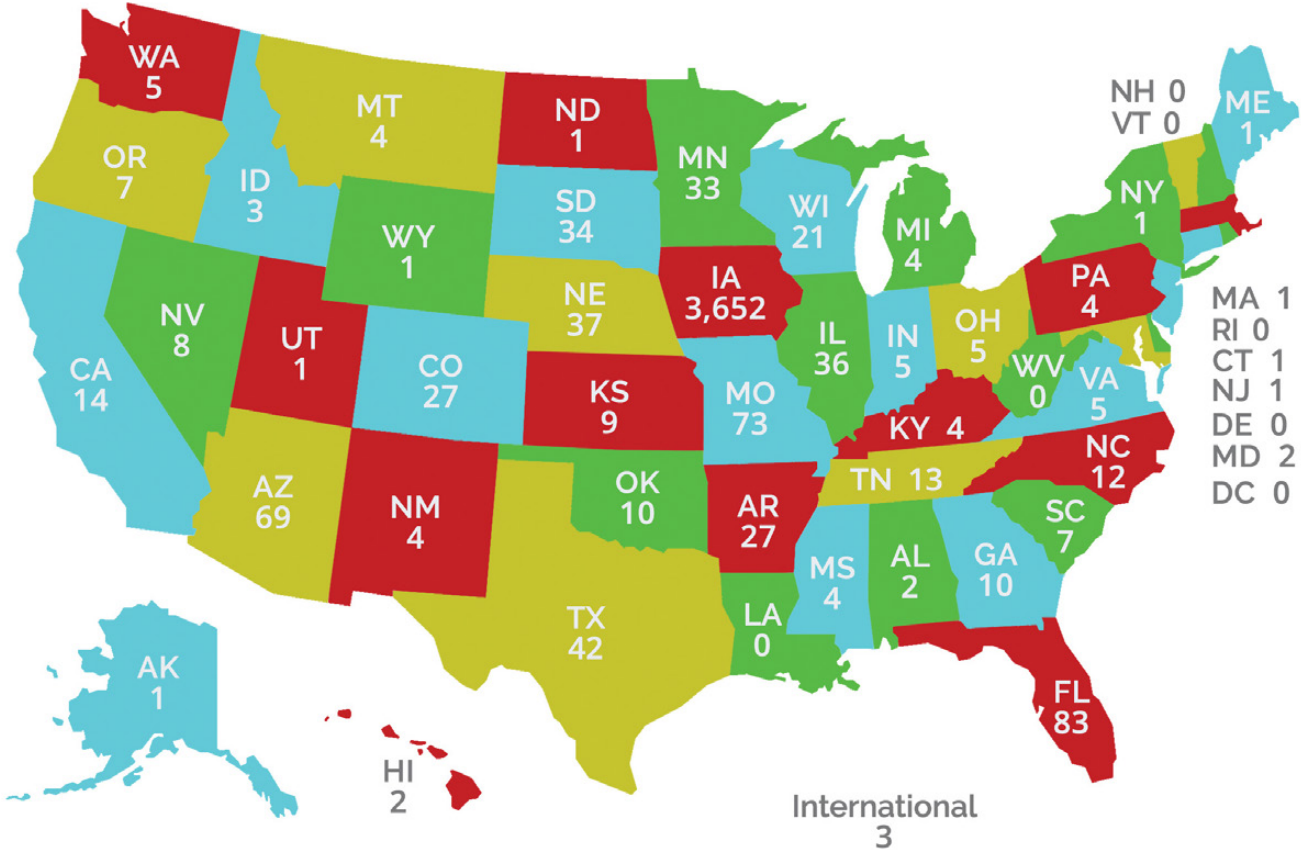 WA
5
MT
4
ND
1
MN
33
NH 0
VT 0
ME
1
OR
7
ID
3
SD
34
WI
21
MI
4
NY
1
WY
1
IA
3,652
PA
4
NE
37
NV
8
UT
1
CO
27
IL
36
IN
5
OH
5
WV
0
VA
5
MA 1
RI 0
CT 1
NJ 1
DE 0
MD 2
DC 0
CA
14
KS
9
MO
73
KY 4
NC
12
AZ
69
NM
4
OK
10
AR
27
TN 13
SC
7
MS
4
AL
2
GA
10
TX
42
LA
0
FL
83
AK
1
HI
2
International
3